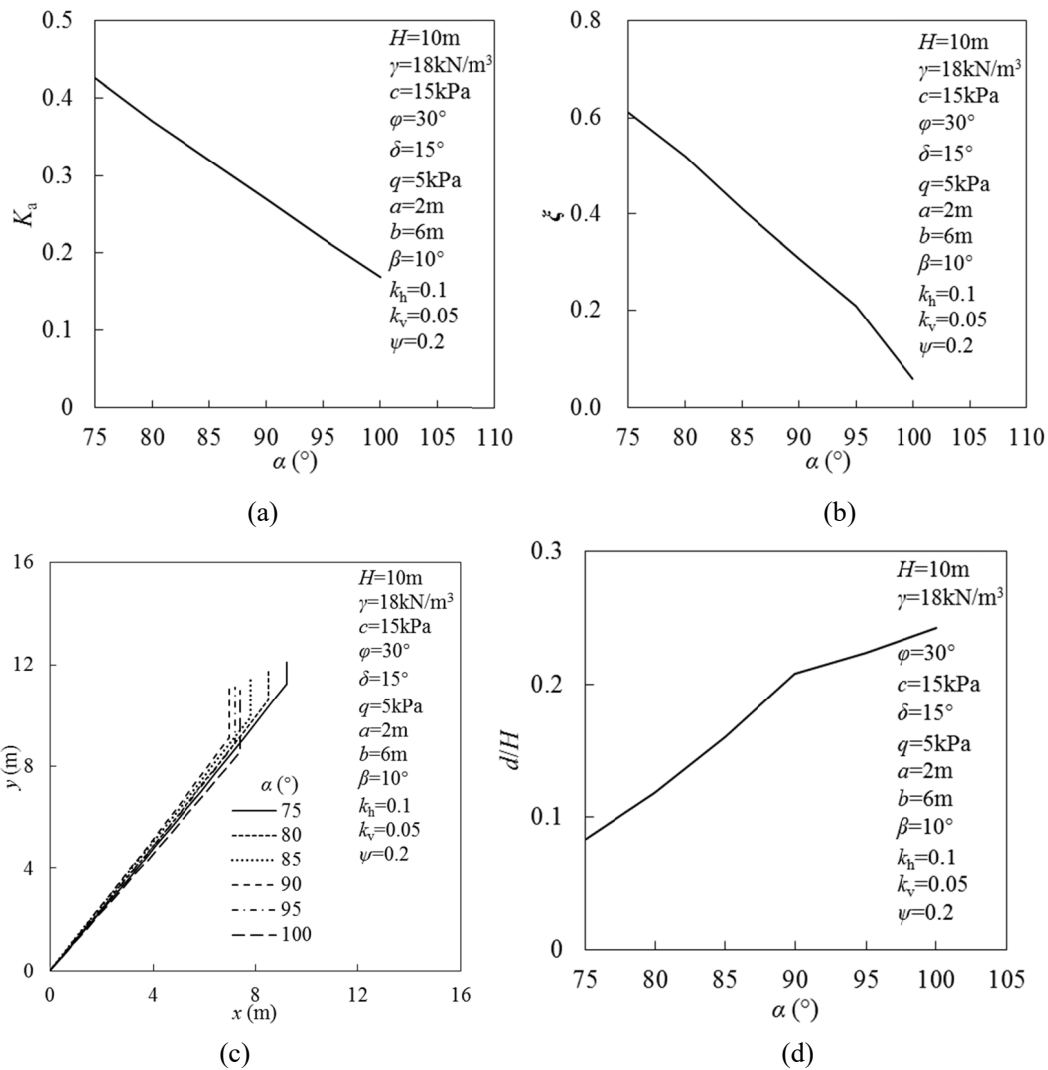 0.5
0.4
0.3
0.2
0.1
0
Kₐ
75 80 85 90 95 100 105 110
α (°)
H=10m
γ=18kN/m³
c=15kPa
φ=30°
δ=15°
q=5kPa
a=2m
b=6m
β=10°
kₕ=0.1
kᵥ=0.05
ψ=0.2
(a)
0.8
0.6
0.4
0.2
0.0
ξ
75 80 85 90 95 100 105 110
α (°)
H=10m
γ=18kN/m³
c=15kPa
φ=30°
δ=15°
q=5kPa
a=2m
b=6m
β=10°
kₕ=0.1
kᵥ=0.05
ψ=0.2
(b)
16
12
8
4
0
y (m)
0 4 8 12 16
x (m)
H=10m
γ=18kN/m³
c=15kPa
φ=30°
δ=15°
q=5kPa
a=2m
b=6m
β=10°
kₕ=0.1
kᵥ=0.05
ψ=0.2
α (°)
75
80
85
90
95
100
(c)
0.3
0.2
0.1
0
d/H
75 80 85 90 95 100 105
α (°)
H=10m
γ=18kN/m³
φ=30°
c=15kPa
δ=15°
q=5kPa
a=2m
b=6m
β=10°
kₕ=0.1
kᵥ=0.05
ψ=0.2
(d)